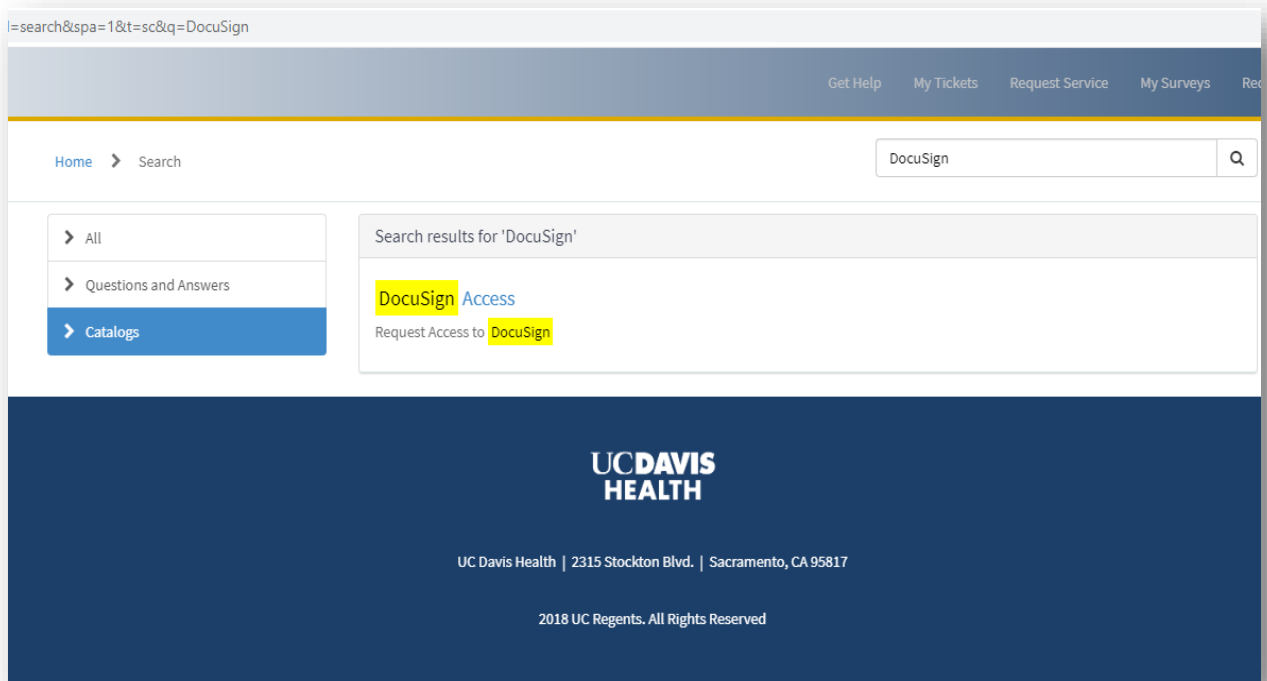 l=search&spa=1&t=sc&q=DocuSign
Get Help My Tickets Request Service My Surveys
Home Search
DocuSign
All
Questions and Answers
Catalogs
Search results for 'DocuSign'
DocuSign Access
Request Access to DocuSign
UCDAVIS
HEALTH
UC Davis Health | 2315 Stockton Blvd. | Sacramento, CA 95817
2018 UC Regents. All Rights Reserved